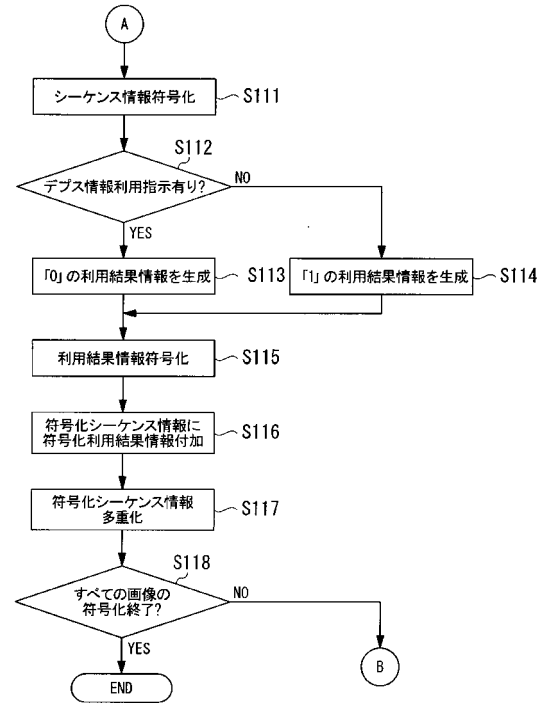 A
シーケンス情報符号化
S111
S112
デプス情報利用指示有り?
NO
YES
「0」の利用結果情報を生成
S113
「1」の利用結果情報を生成
S114
利用結果情報符号化
S115
符号化シーケンス情報に
符号化利用結果情報付加
S116
符号化シーケンス情報
多重化
S117
S118
すべての画像の
符号化終了?
NO
YES
END
B